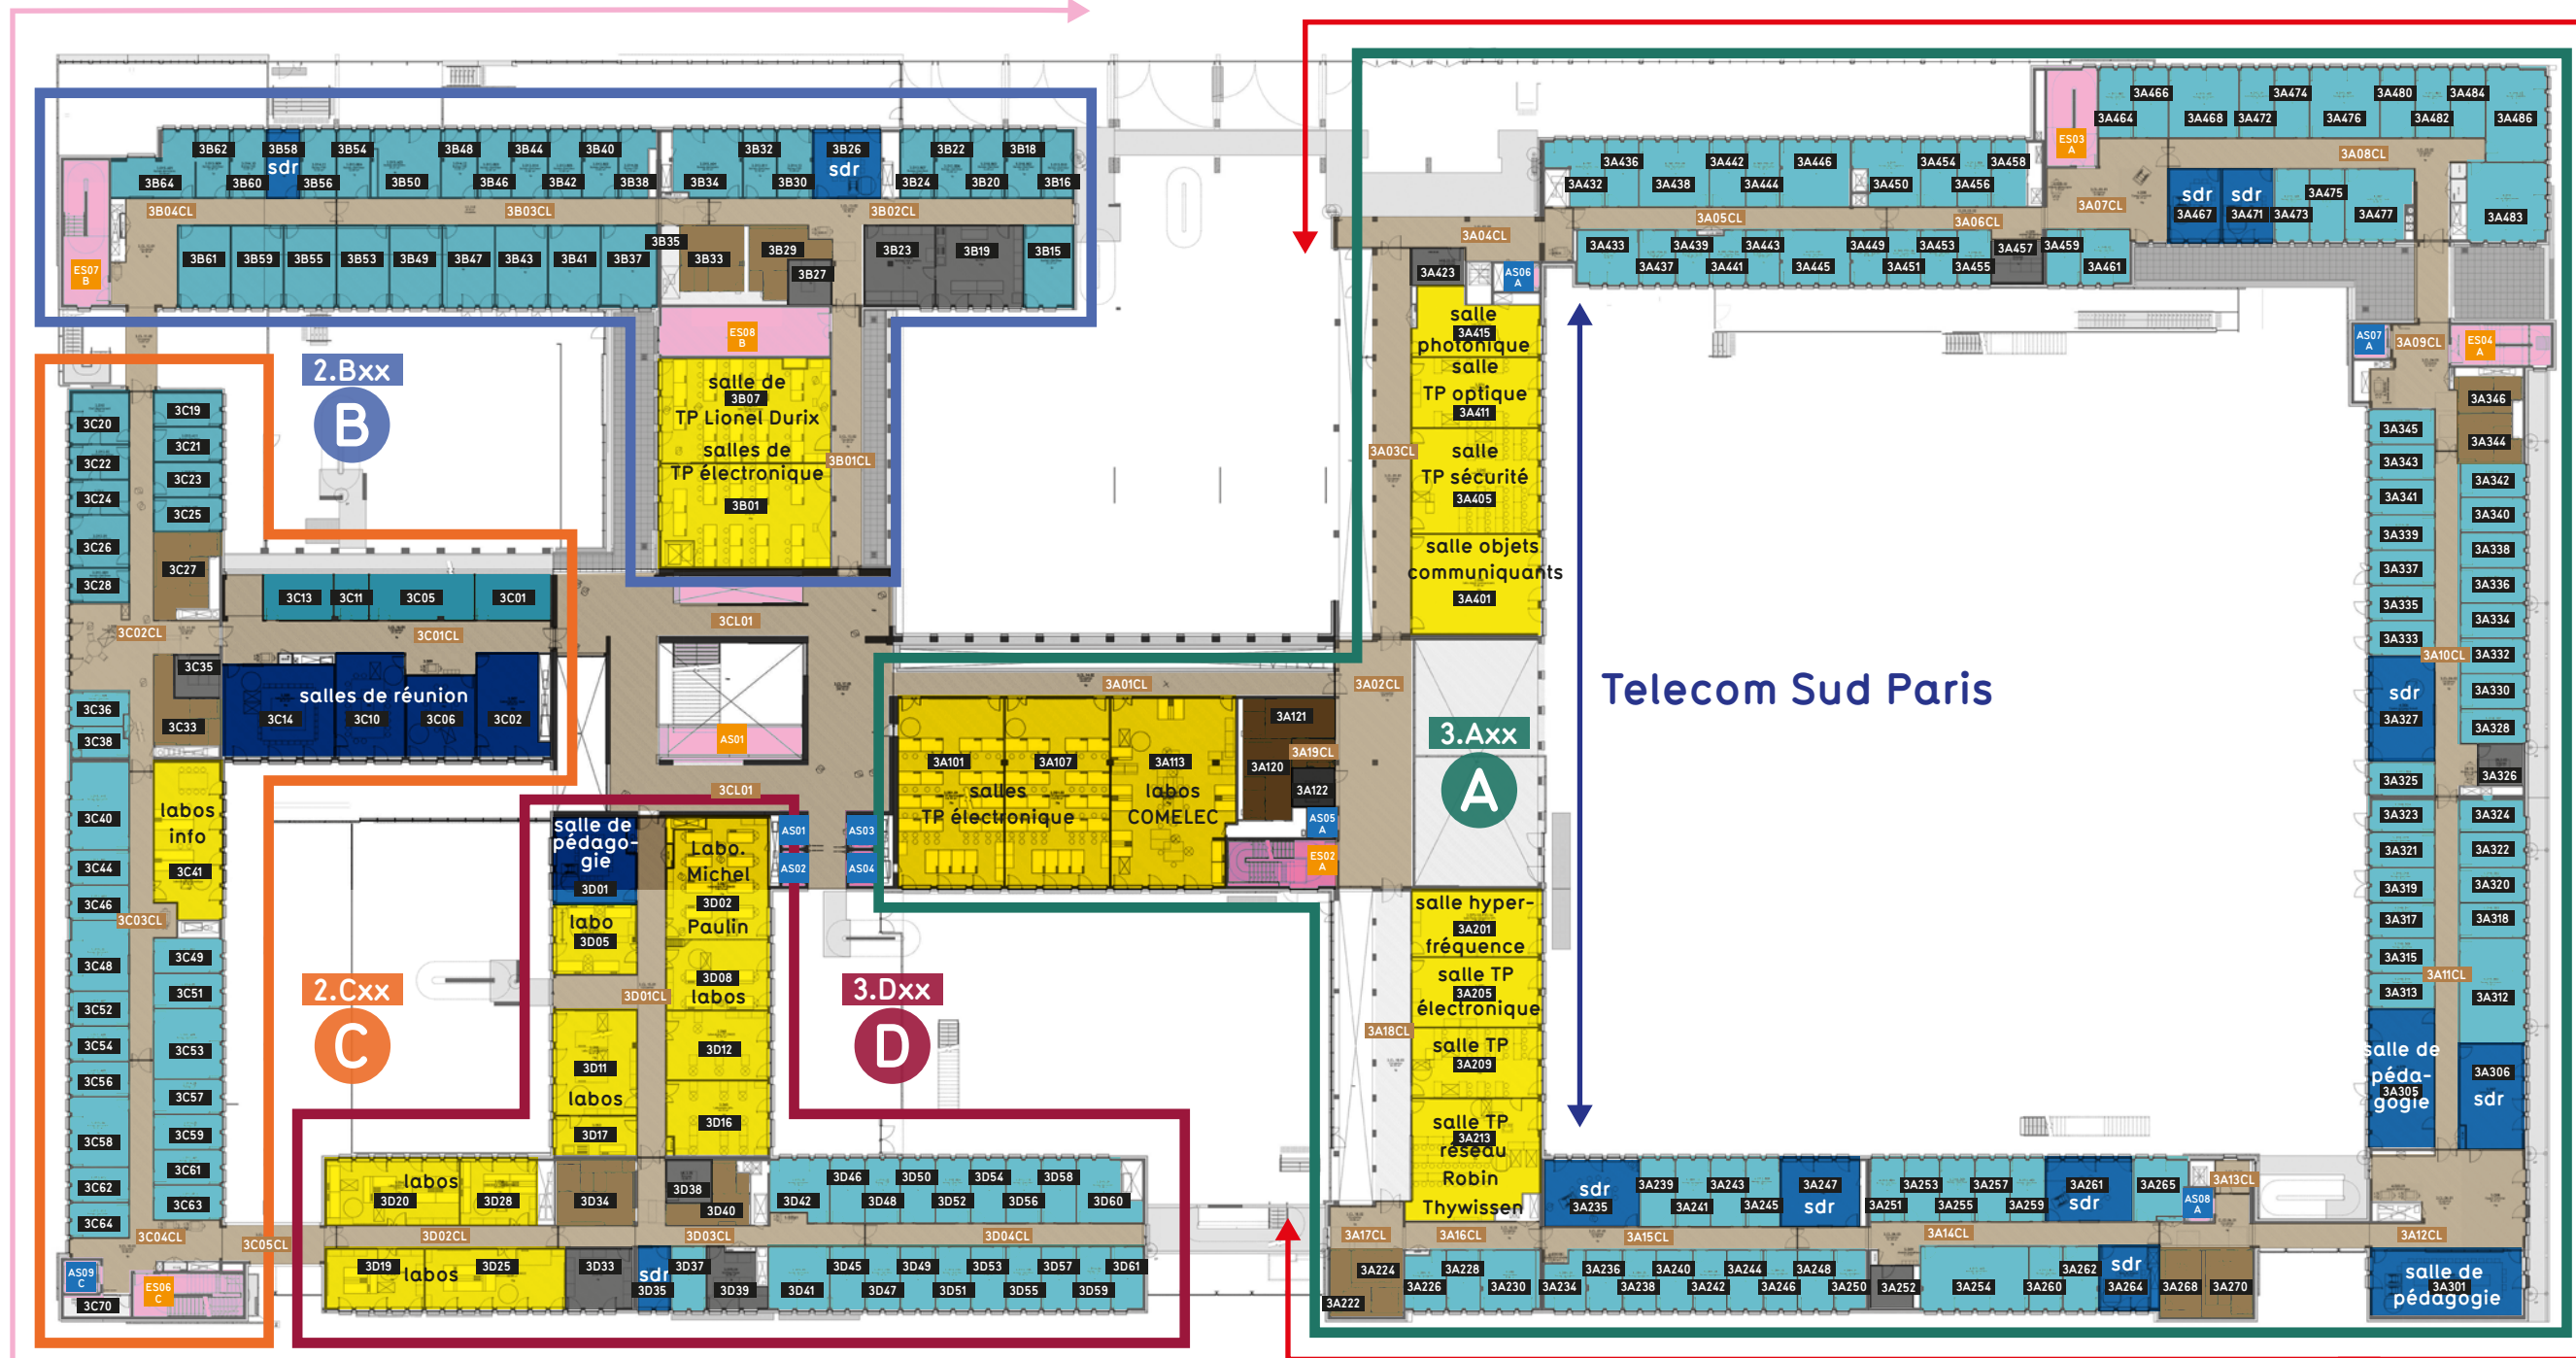 3B62
3B58
3B54
3B48
3B44
3B40
3B32
3B26
3B22
3B18
sdr
sdr
3B64
3B60
3B56
3B50
3B46
3B42
3B38
3B34
3B30
3B24
3B20
3B16
3B04CL
3B03CL
3B02CL
3B35
3B61
3B59
3B55
3B53
3B49
3B47
3B43
3B41
3B37
3B33
3B29
3B27
3B23
3B19
3B15
ES07
B
ES08
B
2.Bxx
B
salle de
3B07
TP Lionel Durix
salles de
TP électronique
3B01
3B01CL
3C20
3C22
3C24
3C26
3C28
3C19
3C21
3C23
3C25
3C27
3C13
3C11
3C05
3C01
3C02CL
3C01CL
3CL01
3C35
3C33
salles de réunion
3C14
3C10
3C06
3C02
AS01
3CL01
3C36
3C38
3C40
3C44
3C46
labos
info
3C41
3C03CL
3C48
3C52
3C54
3C56
3C58
3C62
3C64
3C49
3C51
3C53
3C57
3C59
3C61
3C63
2.Cxx
C
3C04CL
3C05CL
AS09
C
3C70
ES06
C
salle de
pédago-
gie
3D01
Labo.
Michel
3D02
Paulin
AS01
AS03
AS02
AS04
labo
3D05
3D08
labos
3D01CL
3D12
3D11
labos
3D16
3D17
3.Dxx
D
labos
3D20
3D28
3D34
3D38
3D40
3D42
3D46
3D48
3D50
3D52
3D54
3D56
3D58
3D60
3D02CL
3D03CL
3D04CL
3D19
labos
3D25
3D33
sdr
3D35
3D37
3D39
3D41
3D45
3D47
3D49
3D51
3D53
3D55
3D57
3D59
3D61
3A01CL
3A02CL
3A101
3A107
salles
TP électronique
3A113
labos
COMELEC
3A121
3A19CL
3A120
3A122
AS05
A
ES02
A
3.Axx
A
Telecom Sud Paris
3A04CL
3A03CL
3A423
AS06
A
salle
3A415
photonique
salle
TP optique
3A411
salle
TP sécurité
3A405
salle objets
communiquants
3A401
3A436
3A442
3A446
3A454
3A458
3A432
3A438
3A444
3A450
3A456
3A05CL
3A06CL
3A433
3A439
3A443
3A449
3A453
3A457
3A459
3A437
3A441
3A445
3A451
3A455
3A461
ES03
A
3A466
3A474
3A480
3A484
3A464
3A468
3A472
3A476
3A482
3A486
3A08CL
3A07CL
sdr
3A467
sdr
3A471
3A475
3A473
3A477
3A483
AS07
A
3A09CL
ES04
A
3A346
3A344
3A345
3A343
3A341
3A339
3A337
3A335
3A333
3A342
3A340
3A338
3A336
3A334
3A332
3A10CL
sdr
3A327
3A330
3A328
3A325
3A326
3A323
3A324
3A321
3A322
3A319
3A320
3A317
3A318
3A315
3A11CL
3A313
3A312
salle de
péda-
3A305
gogie
3A306
sdr
3A12CL
salle de
3A301
pédagogie
salle hyper-
3A201
fréquence
salle TP
3A205
électronique
3A18CL
salle TP
3A209
salle TP
3A213
réseau
Robin
Thywissen
sdr
3A235
3A239
3A241
3A243
3A245
3A247
sdr
3A251
3A253
3A255
3A257
3A259
3A261
sdr
3A265
AS08
A
3A13CL
3A17CL
3A16CL
3A15CL
3A14CL
3A224
3A222
3A226
3A228
3A230
3A234
3A236
3A238
3A240
3A242
3A244
3A246
3A248
3A250
3A252
3A254
3A260
3A262
sdr
3A264
3A268
3A270